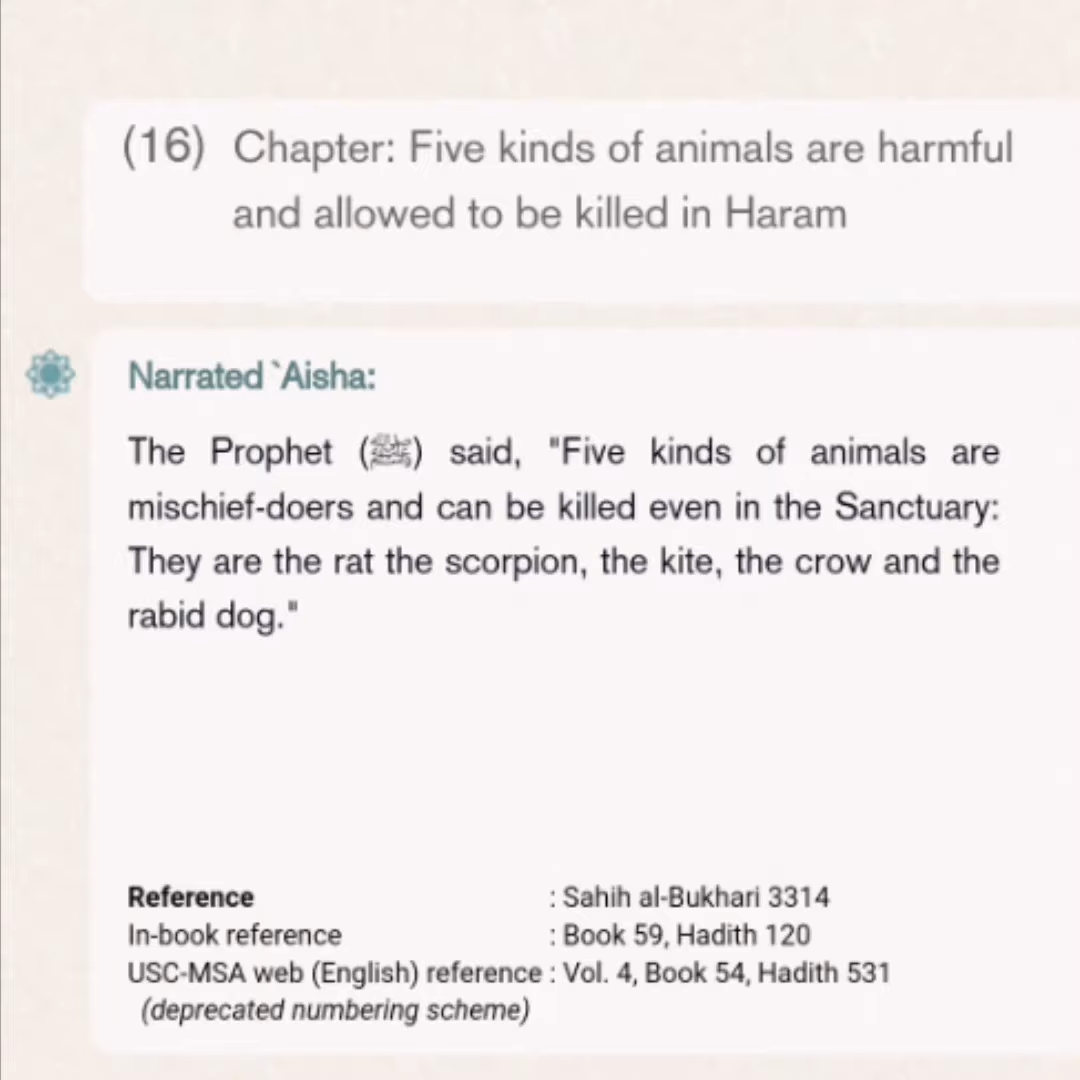 (16) Chapter: Five kinds of animals are harmful
and allowed to be killed in Haram
Narrated `Aisha:
The Prophet (ﷺ) said, "Five kinds of animals are
mischief-doers and can be killed even in the Sanctuary:
They are the rat the scorpion, the kite, the crow and the
rabid dog."
Reference : Sahih al-Bukhari 3314
In-book reference : Book 59, Hadith 120
USC-MSA web (English) reference : Vol. 4, Book 54, Hadith 531
(deprecated numbering scheme)